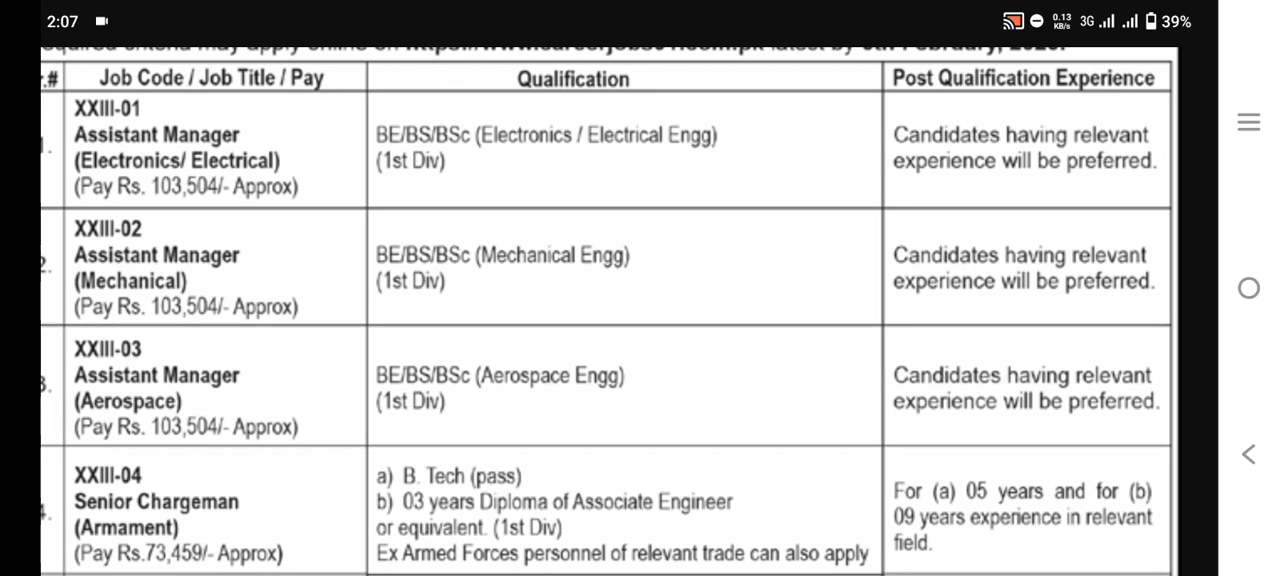 2:07
0.13
KB/s
3G
39%
.#
Job Code / Job Title / Pay
Qualification
Post Qualification Experience
XXIII-01
Assistant Manager
(Electronics/ Electrical)
(Pay Rs. 103,504/- Approx)
BE/BS/BSc (Electronics / Electrical Engg)
(1st Div)
Candidates having relevant
experience will be preferred.
XXIII-02
Assistant Manager
(Mechanical)
(Pay Rs. 103,504/- Approx)
BE/BS/BSc (Mechanical Engg)
(1st Div)
Candidates having relevant
experience will be preferred.
XXIII-03
Assistant Manager
(Aerospace)
(Pay Rs. 103,504/- Approx)
BE/BS/BSc (Aerospace Engg)
(1st Div)
Candidates having relevant
experience will be preferred.
XXIII-04
Senior Chargeman
(Armament)
(Pay Rs.73,459/- Approx)
a) B. Tech (pass)
b) 03 years Diploma of Associate Engineer
or equivalent. (1st Div)
Ex Armed Forces personnel of relevant trade can also apply
For (a) 05 years and for (b)
09 years experience in relevant
field.